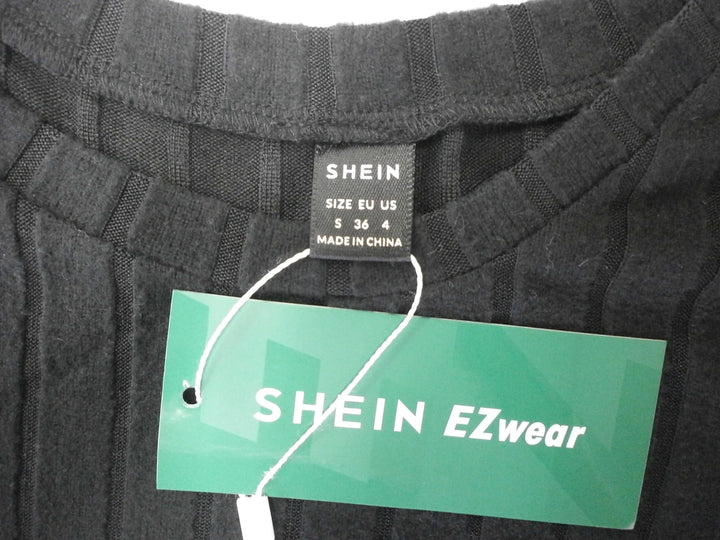 SHEIN
SIZE EU US
S 36 4
MADE IN CHINA
SHEIN EZwear